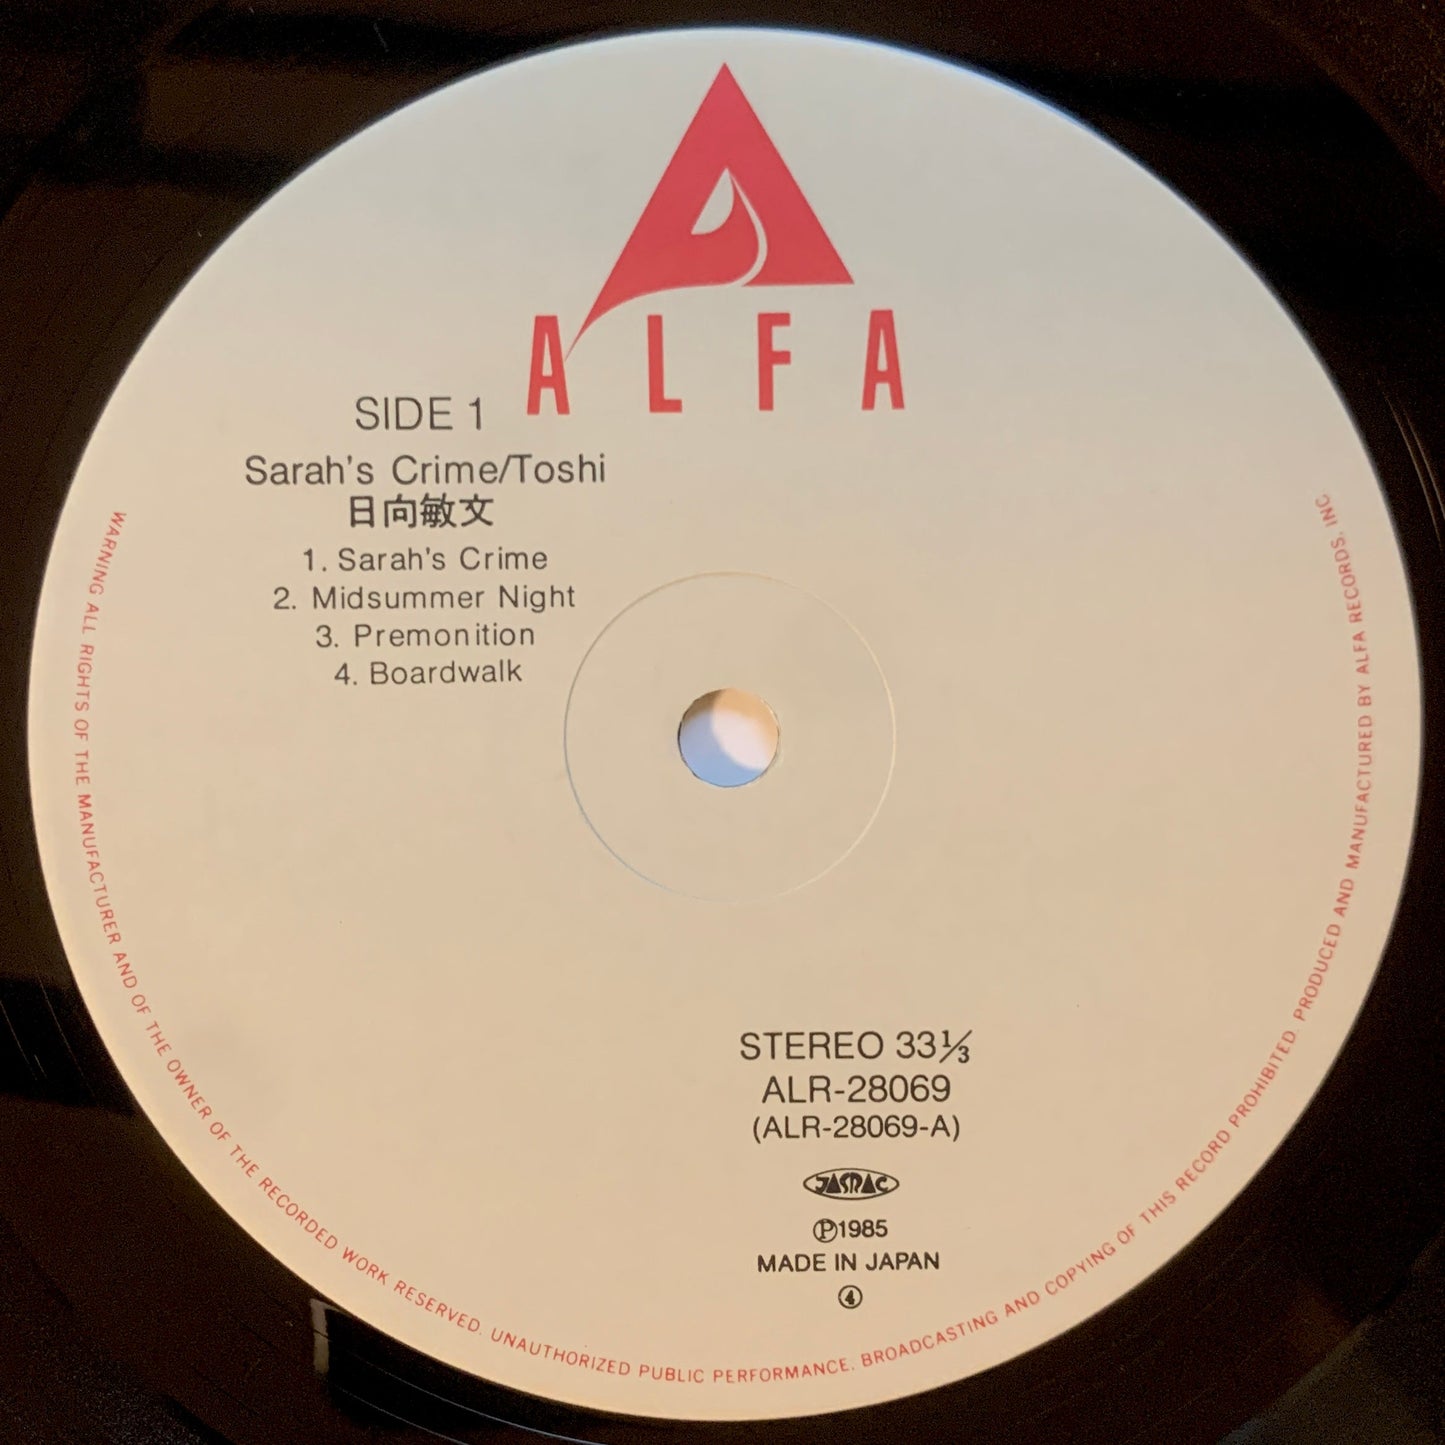 ALFA
SIDE 1
Sarah's Crime/Toshi
日向敏文
1. Sarah's Crime
2. Midsummer Night
3. Premonition
4. Boardwalk
STEREO 33⅓
ALR-28069
(ALR-28069-A)
JASRAC
Ⓟ1985
MADE IN JAPAN
④
WARNING ALL RIGHTS OF THE MANUFACTURER AND OF THE OWNER OF THE RECORDED WORK RESERVED. UNAUTHORIZED PUBLIC PERFORMANCE, BROADCASTING AND COPYING OF THIS RECORD PROHIBITED. PRODUCED AND MANUFACTURED BY ALFA RECORDS, INC